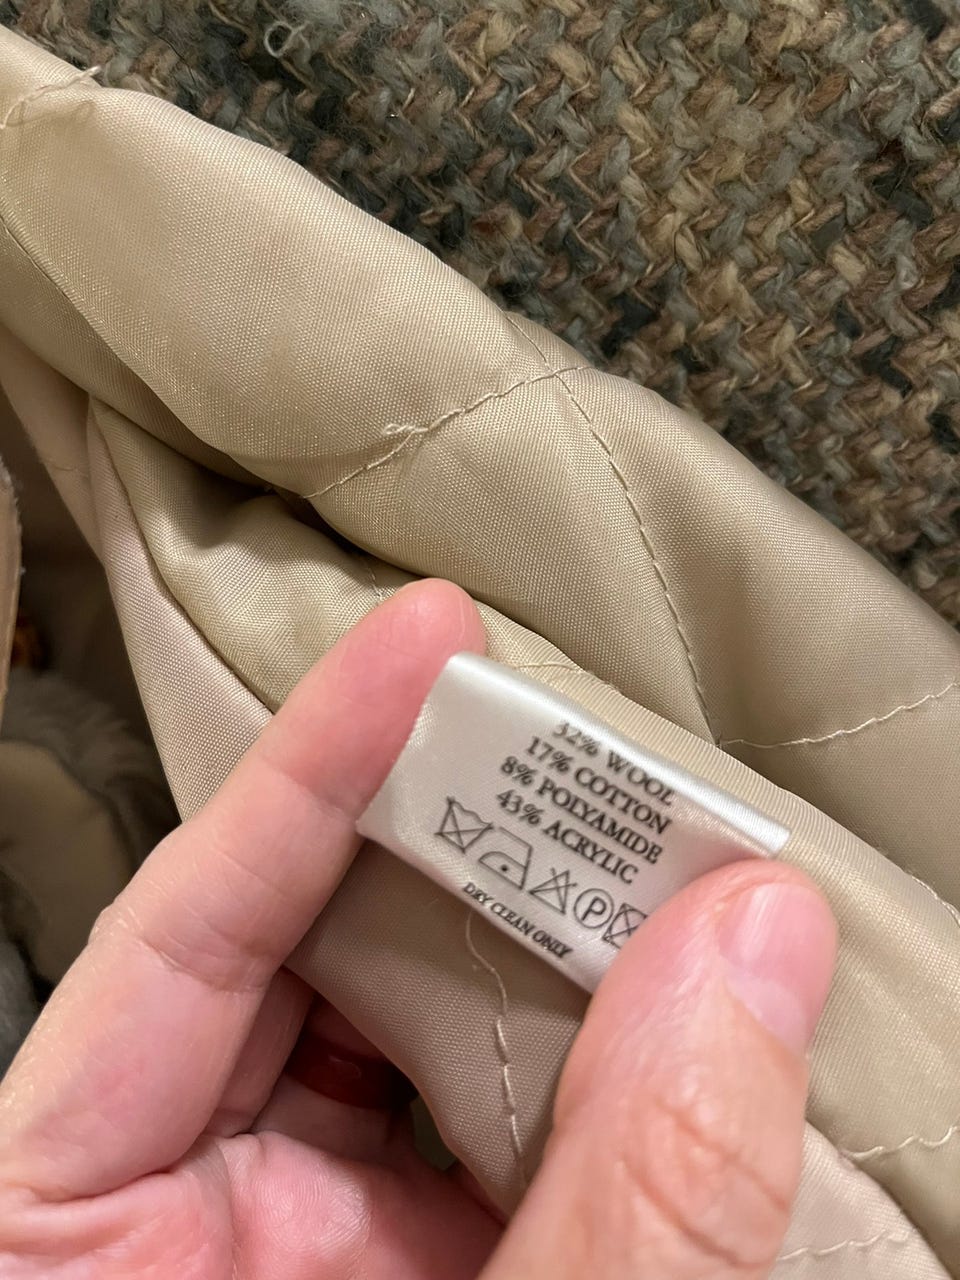 32% WOOL
17% COTTON
8% POLYAMIDE
43% ACRYLIC
P
DRY CLEAN ONLY